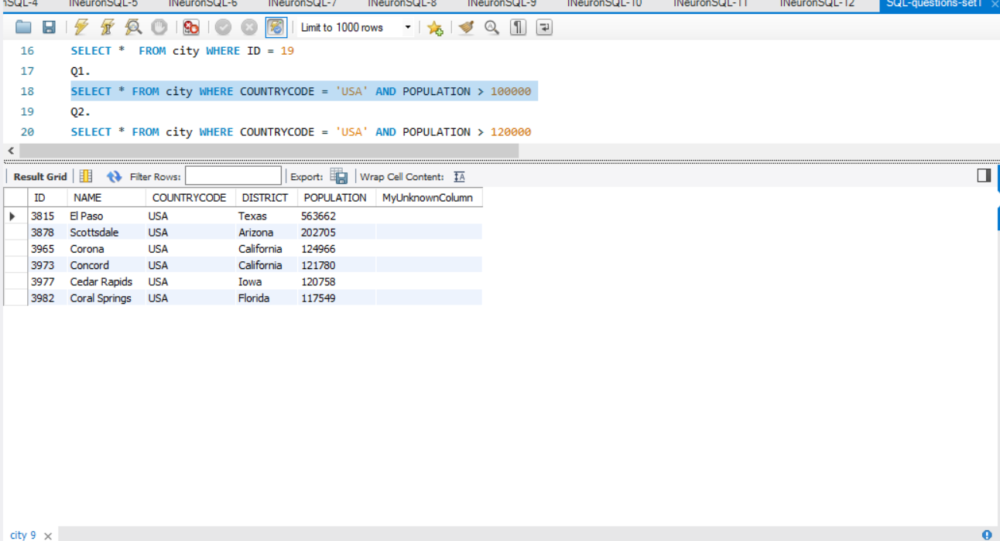 nSQL-4 INeuronSQL-5 INeuronSQL-6 INeuronSQL-7 INeuronSQL-8 INeuronSQL-9 INeuronSQL-10 INeuronSQL-11 INeuronSQL-12 SQL-questions-set1
Limit to 1000 rows
16 SELECT * FROM city WHERE ID = 19
17 Q1.
18 SELECT * FROM city WHERE COUNTRYCODE = 'USA' AND POPULATION > 100000
19 Q2.
20 SELECT * FROM city WHERE COUNTRYCODE = 'USA' AND POPULATION > 120000
Result Grid Filter Rows: Export: Wrap Cell Content:
ID NAME COUNTRYCODE DISTRICT POPULATION MyUnknownColumn
3815 El Paso USA Texas 563662
3878 Scottsdale USA Arizona 202705
3965 Corona USA California 124966
3973 Concord USA California 121780
3977 Cedar Rapids USA Iowa 120758
3982 Coral Springs USA Florida 117549
city 9